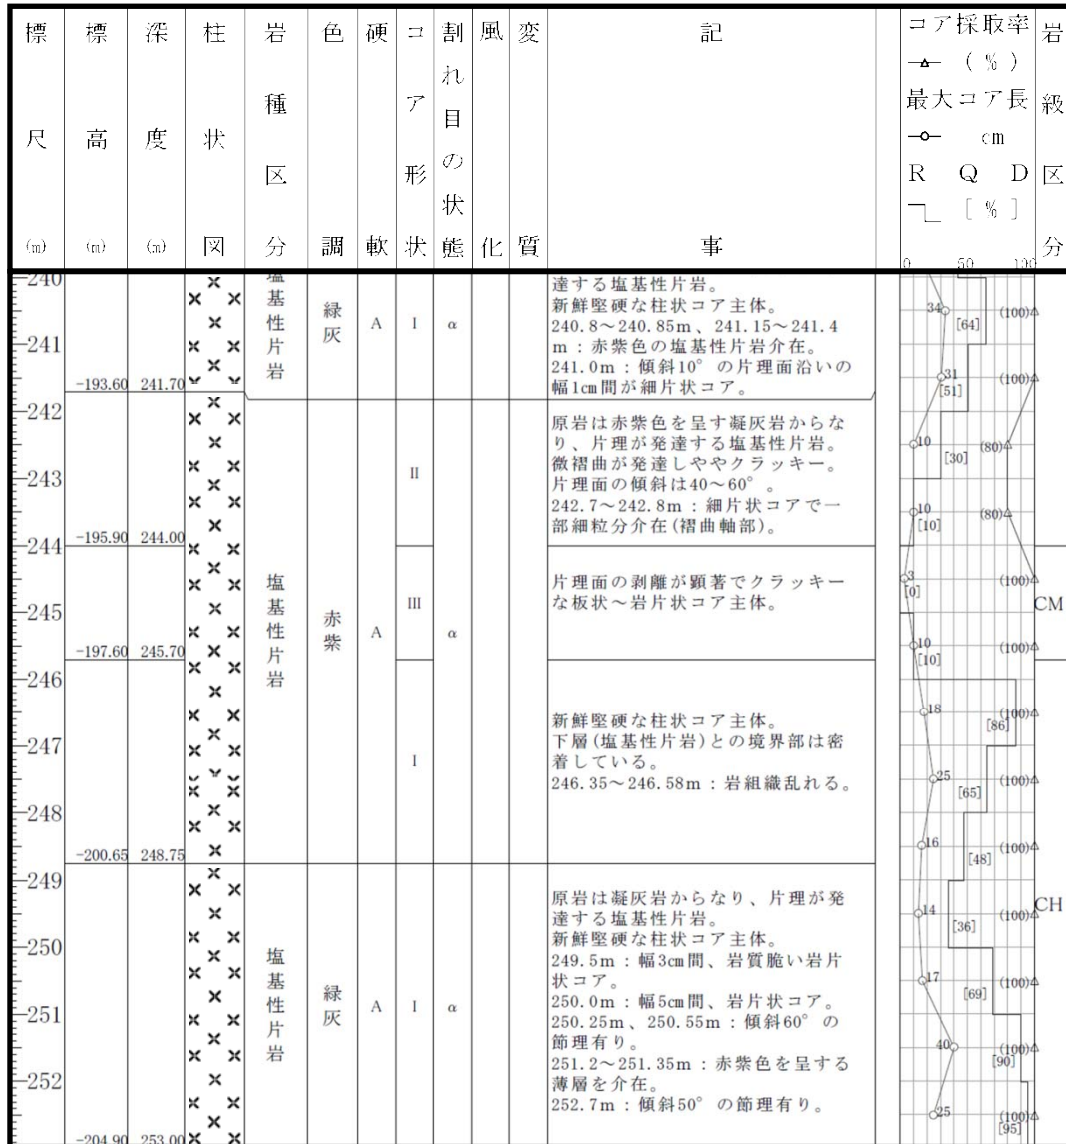 標尺(m)
標高(m)
深度(m)
柱状図
岩種区分
色調
硬軟
コア形状
割れ目の状態
風化
変質
記事
コア採取率
(%)
最大コア長
cm
R Q D
[%]
岩級区分
0 50 100
240
241
242
243
244
245
246
247
248
249
250
251
252
-193.60 241.70
-195.90 244.00
-197.60 245.70
-200.65 248.75
-204.90 253.00
塩基性片岩
緑灰
A
I
α
達する塩基性片岩。
新鮮堅硬な柱状コア主体。
240.8~240.85m、241.15~241.4
m:赤紫色の塩基性片岩介在。
241.0m:傾斜10°の片理面沿いの
幅1cm間が細片状コア。
塩基性片岩
赤紫
A
α
II
原岩は赤紫色を呈す凝灰岩からな
り、片理が発達する塩基性片岩。
微褶曲が発達しややクラッキー。
片理面の傾斜は40~60°。
242.7~242.8m:細片状コアで一
部細粒分介在(褶曲軸部)。
III
片理面の剥離が顕著でクラッキー
な板状~岩片状コア主体。
I
新鮮堅硬な柱状コア主体。
下層(塩基性片岩)との境界部は密
着している。
246.35~246.58m:岩組織乱れる。
塩基性片岩
緑灰
A
I
α
原岩は凝灰岩からなり、片理が発
達する塩基性片岩。
新鮮堅硬な柱状コア主体。
249.5m:幅3cm間、岩質脆い岩片
状コア。
250.0m:幅5cm間、岩片状コア。
250.25m、250.55m:傾斜60°の
節理有り。
251.2~251.35m:赤紫色を呈する
薄層を介在。
252.7m:傾斜50°の節理有り。
34 [64] (100)
31 [51] (100)
10 [30] (80)
10 [10] (80)
3 [0] (100)
10 [10] (100)
18 [86] (100)
25 [65] (100)
16 [48] (100)
14 [36] (100)
17 [69] (100)
40 [90] (100)
25 [95] (100)
CM
CH